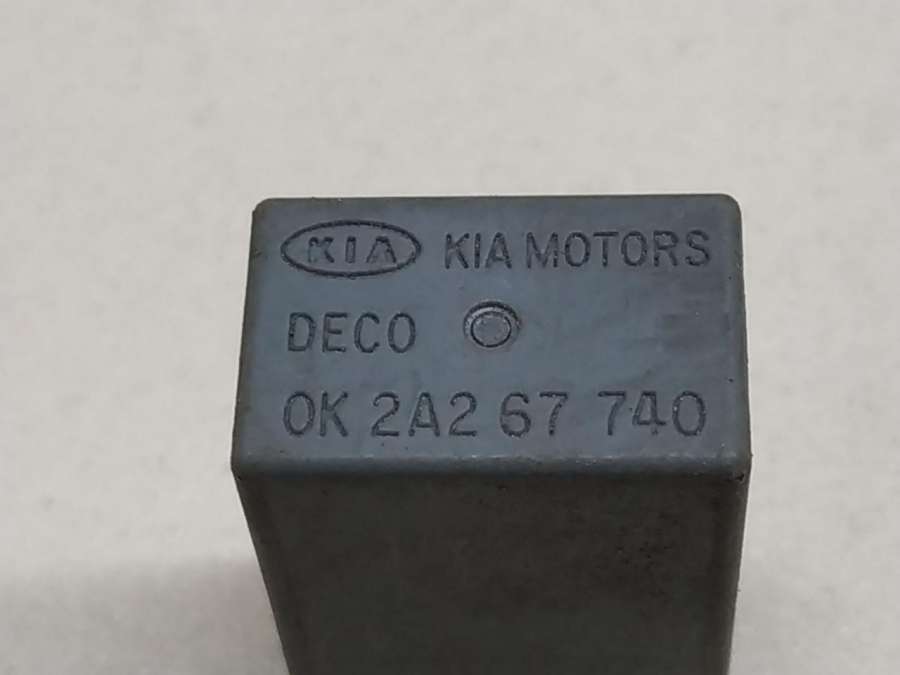 KIA KIA MOTORS
DECO
0K 2A2 67 740